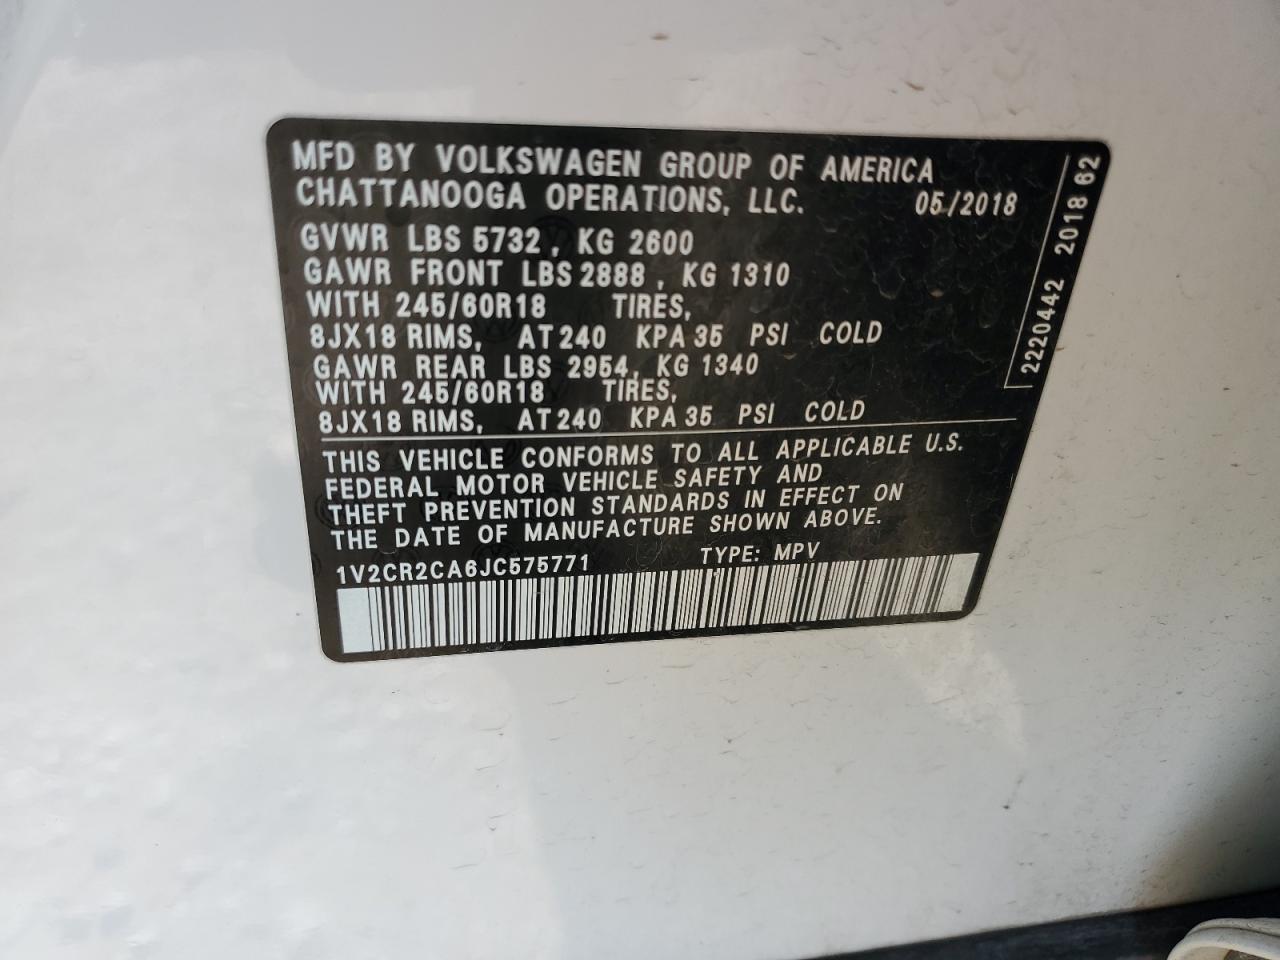 MFD BY VOLKSWAGEN GROUP OF AMERICA
CHATTANOOGA OPERATIONS, LLC. 05/2018
GVWR LBS 5732, KG 2600
GAWR FRONT LBS 2888, KG 1310
WITH 245/60R18 TIRES,
8JX18 RIMS, AT 240 KPA 35 PSI COLD
GAWR REAR LBS 2954, KG 1340
WITH 245/60R18 TIRES,
8JX18 RIMS, AT 240 KPA 35 PSI COLD
THIS VEHICLE CONFORMS TO ALL APPLICABLE U.S.
FEDERAL MOTOR VEHICLE SAFETY AND
THEFT PREVENTION STANDARDS IN EFFECT ON
THE DATE OF MANUFACTURE SHOWN ABOVE.
1V2CR2CA6JC575771 TYPE: MPV
2220442 2018 62